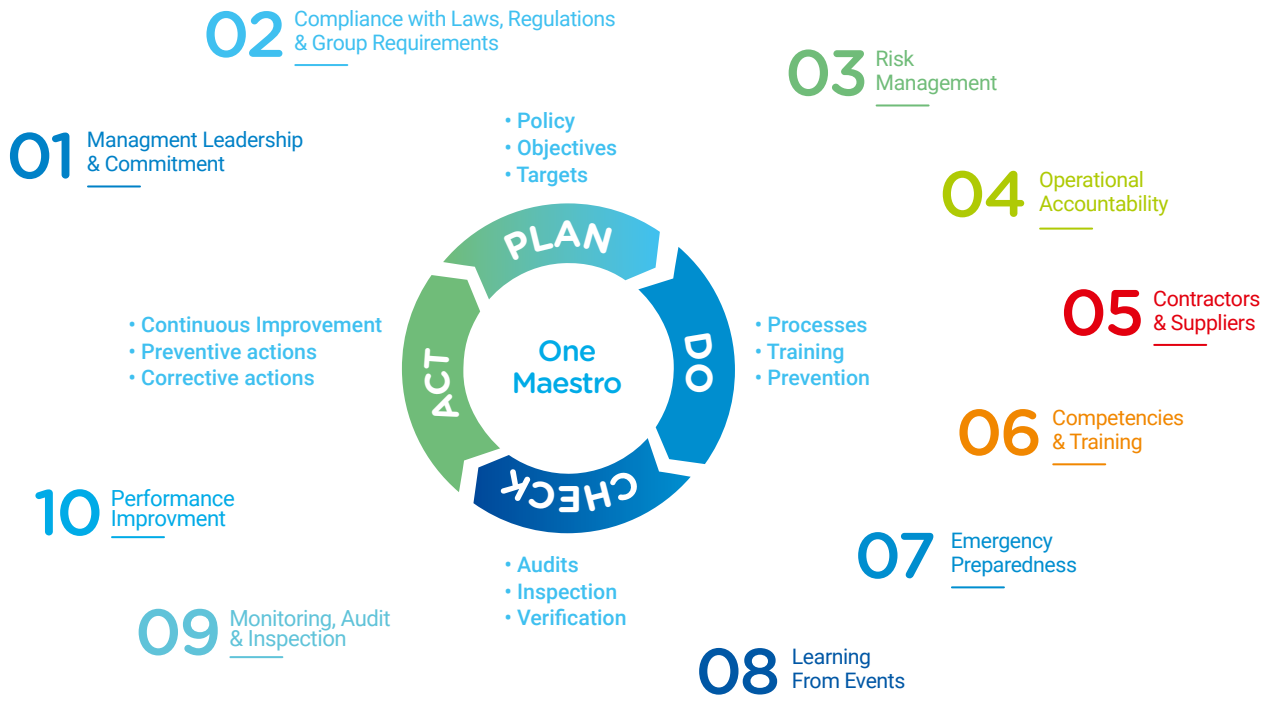 02 Compliance with Laws, Regulations
& Group Requirements
03 Risk
Management
01 Managment Leadership
& Commitment
• Policy
• Objectives
• Targets
04 Operational
Accountability
PLAN
DO
CHECK
ACT
One
Maestro
• Continuous Improvement
• Preventive actions
• Corrective actions
• Processes
• Training
• Prevention
05 Contractors
& Suppliers
06 Competencies
& Training
10 Performance
Improvment
07 Emergency
Preparedness
• Audits
• Inspection
• Verification
09 Monitoring, Audit
& Inspection
08 Learning
From Events